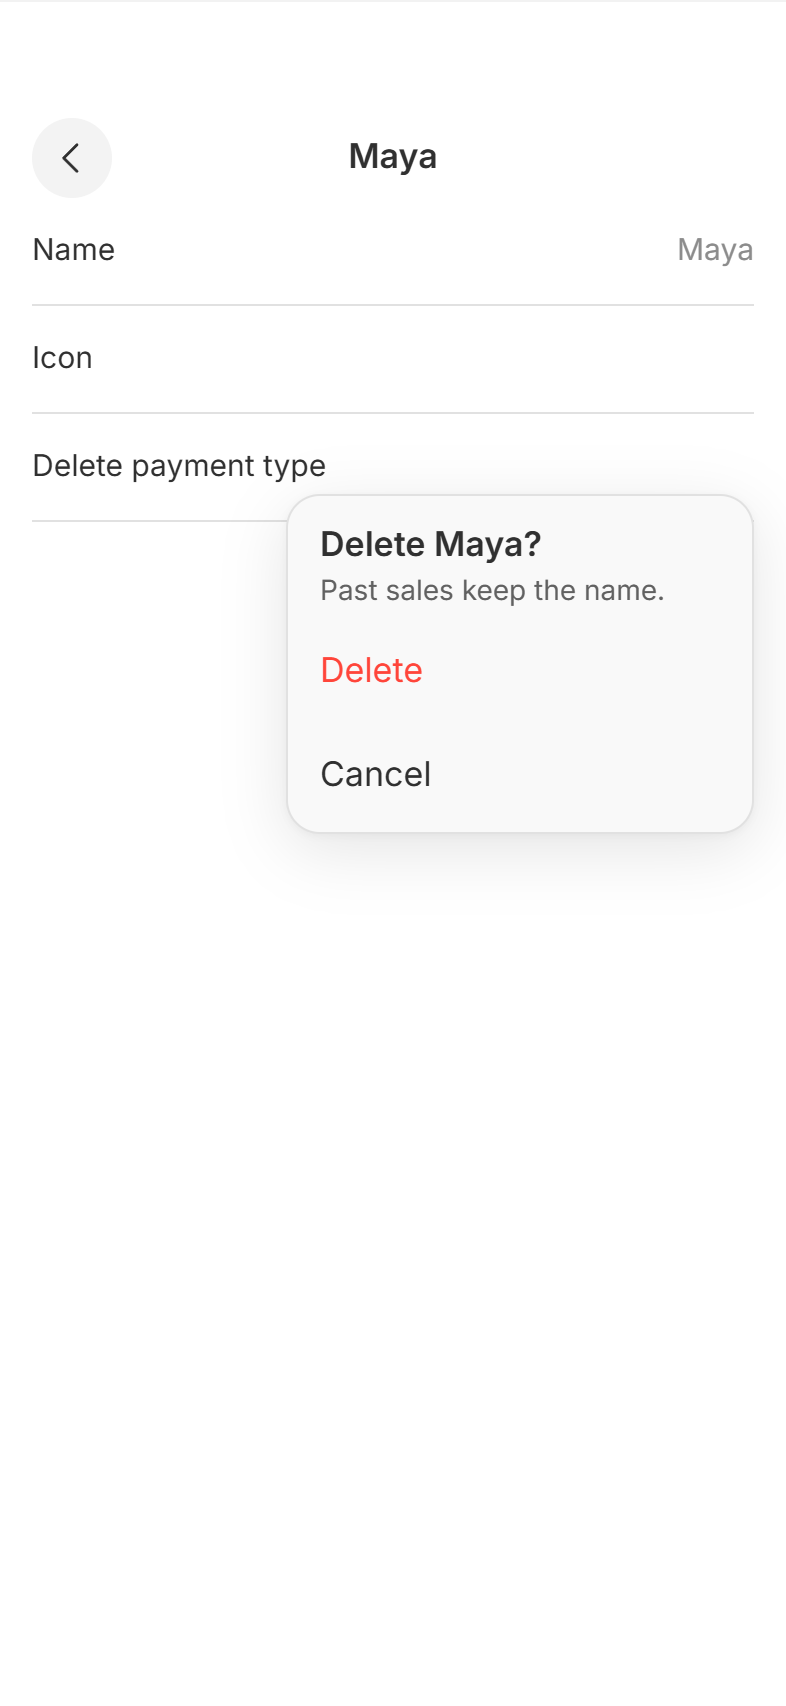 Maya
Name Maya
Icon
Delete payment type
Delete Maya?
Past sales keep the name.
Delete
Cancel